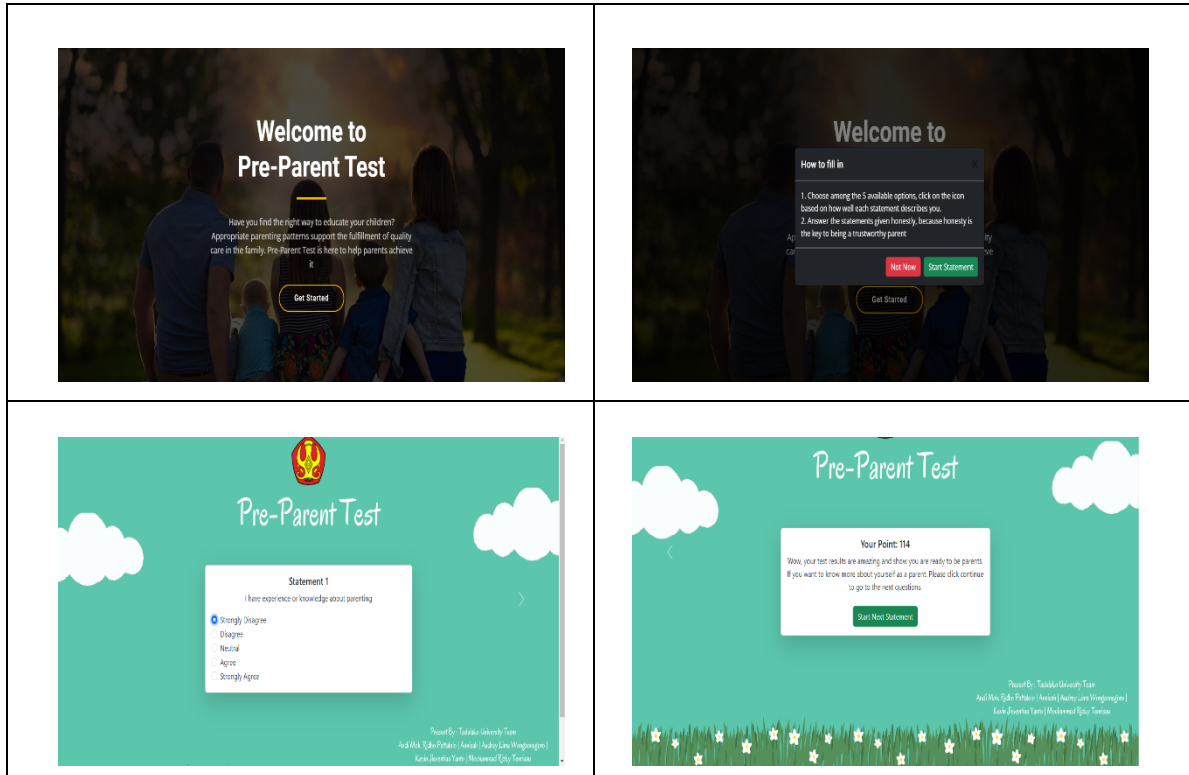 Welcome to
Pre-Parent Test
Have you find the right way to educate your children?
Appropriate parenting patterns support the fulfillment of quality
care in the family. Pre-Parent Test is here to help parents achieve
it
Get Started
Welcome to
How to fill in
X
1. Choose among the 5 available options, click on the icon
based on how well each statement describes you.
2. Answer the statements given honestly, because honesty is
the key to being a trustworthy parent
Not Now
Start Statement
Get Started
Pre-Parent Test
Statement 1
I have experience or knowledge about parenting
Strongly Disagree
Disagree
Neutral
Agree
Strongly Agree
Present By : Tadulako University Team
Pre-Parent Test
Your Point: 114
Wow, your test results are amazing and show you are ready to be parents.
If you want to know more about yourself as a parent. Please click continue
to go to the next questions
Start Next Statement
Present By : Tadulako University Team